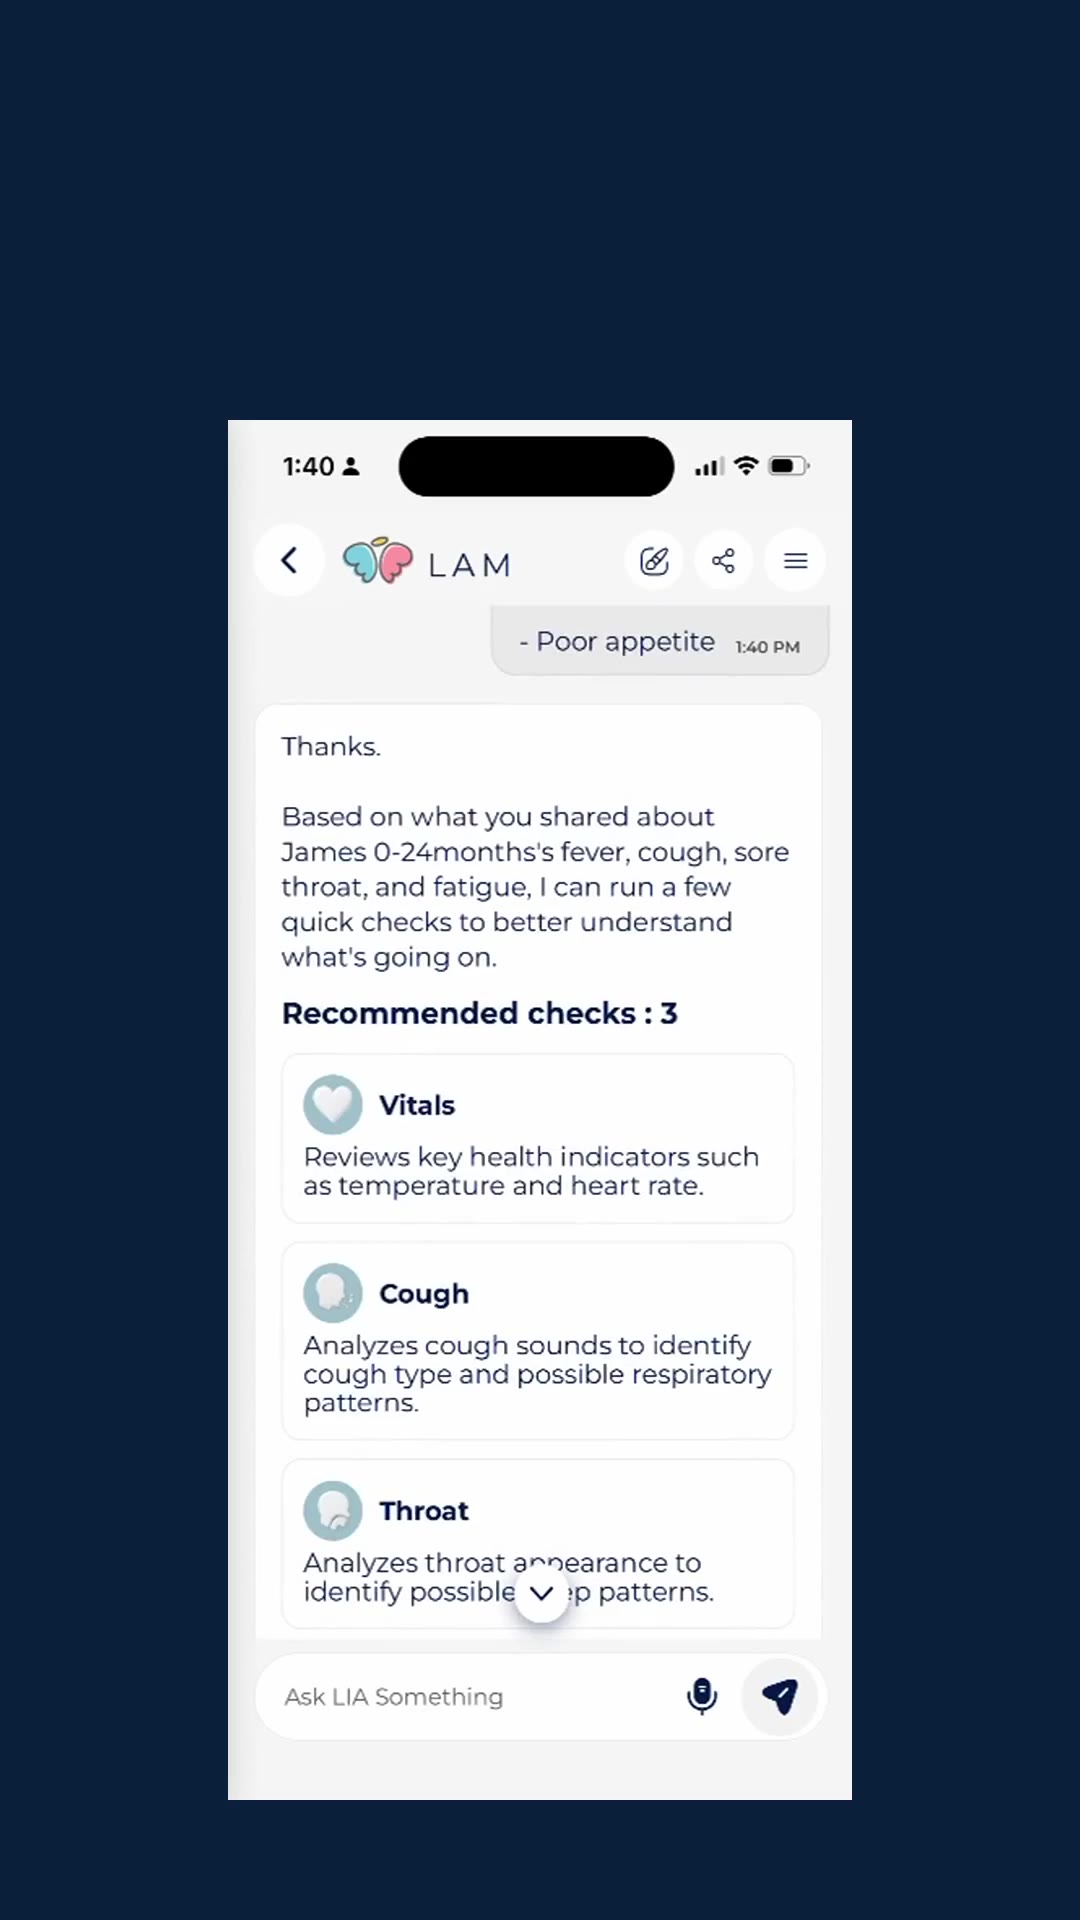 1:40
LAM
- Poor appetite 1:40 PM
Thanks.
Based on what you shared about
James 0-24months's fever, cough, sore
throat, and fatigue, I can run a few
quick checks to better understand
what's going on.
Recommended checks : 3
Vitals
Reviews key health indicators such
as temperature and heart rate.
Cough
Analyzes cough sounds to identify
cough type and possible respiratory
patterns.
Throat
Analyzes throat appearance to
identify possible patterns.
Ask LIA Something